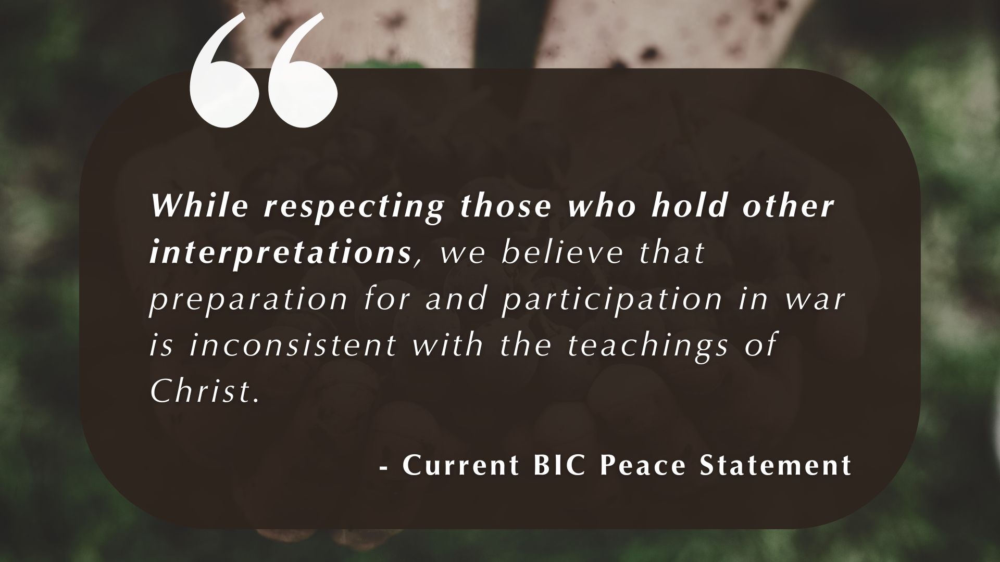 “
While respecting those who hold other
interpretations, we believe that
preparation for and participation in war
is inconsistent with the teachings of
Christ.
- Current BIC Peace Statement